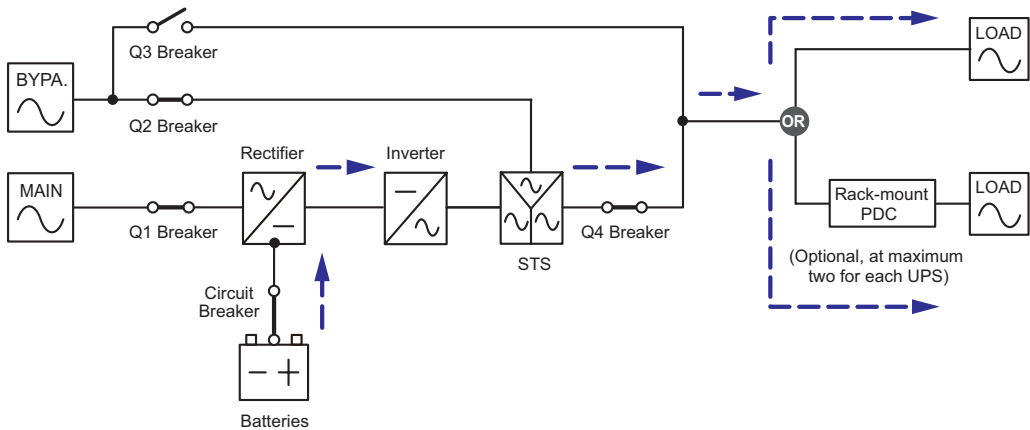 Q3 Breaker
LOAD
BYPA.
Q2 Breaker
OR
Rectifier
Inverter
MAIN
Rack-mount
PDC
LOAD
Q1 Breaker
Q4 Breaker
STS
(Optional, at maximum
two for each UPS)
Circuit
Breaker
Batteries